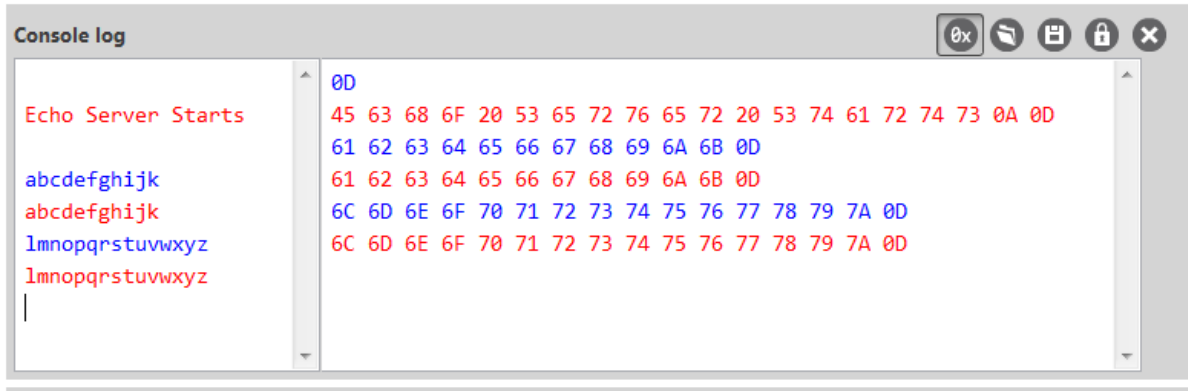 Console log
0x
Echo Server Starts
abcdefghijk
abcdefghijk
lmnopqrstuvwxyz
lmnopqrstuvwxyz
0D
45 63 68 6F 20 53 65 72 76 65 72 20 53 74 61 72 74 73 0A 0D
61 62 63 64 65 66 67 68 69 6A 6B 0D
61 62 63 64 65 66 67 68 69 6A 6B 0D
6C 6D 6E 6F 70 71 72 73 74 75 76 77 78 79 7A 0D
6C 6D 6E 6F 70 71 72 73 74 75 76 77 78 79 7A 0D